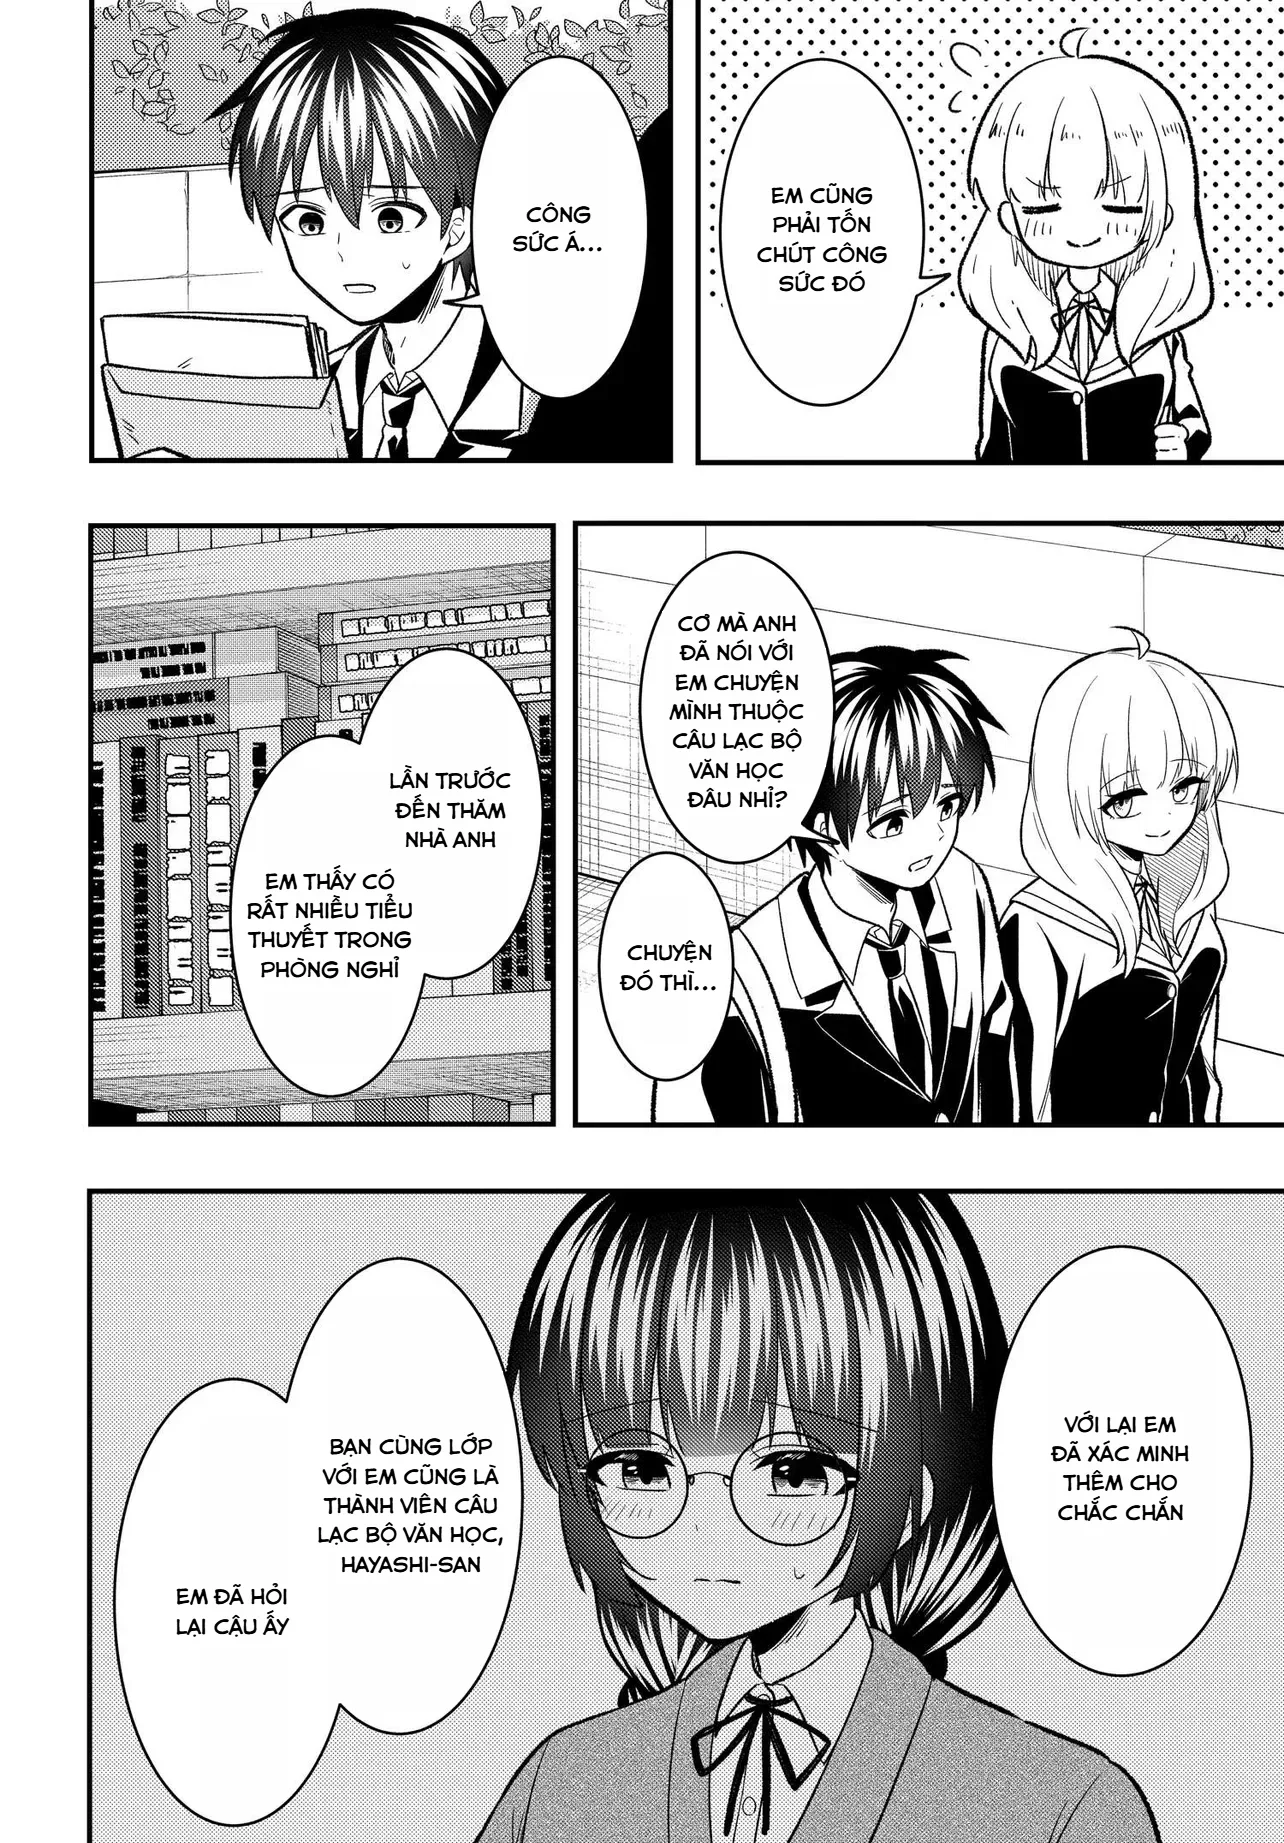 EM CŨNG
PHẢI TỐN
CHÚT CÔNG
SỨC ĐÓ
CÔNG
SỨC Á...
CƠ MÀ ANH
ĐÃ NÓI VỚI
EM CHUYỆN
MÌNH THUỘC
CÂU LẠC BỘ
VĂN HỌC
ĐÂU NHỈ?
CHUYỆN
ĐÓ THÌ...
LẦN TRƯỚC
ĐẾN THĂM
NHÀ ANH
EM THẤY CÓ
RẤT NHIỀU TIỂU
THUYẾT TRONG
PHÒNG NGHỈ
VỚI LẠI EM
ĐÃ XÁC MINH
THÊM CHO
CHẮC CHẮN
BẠN CÙNG LỚP
VỚI EM CŨNG LÀ
THÀNH VIÊN CÂU
LẠC BỘ VĂN HỌC,
HAYASHI-SAN
EM ĐÃ HỎI
LẠI CẬU ẤY